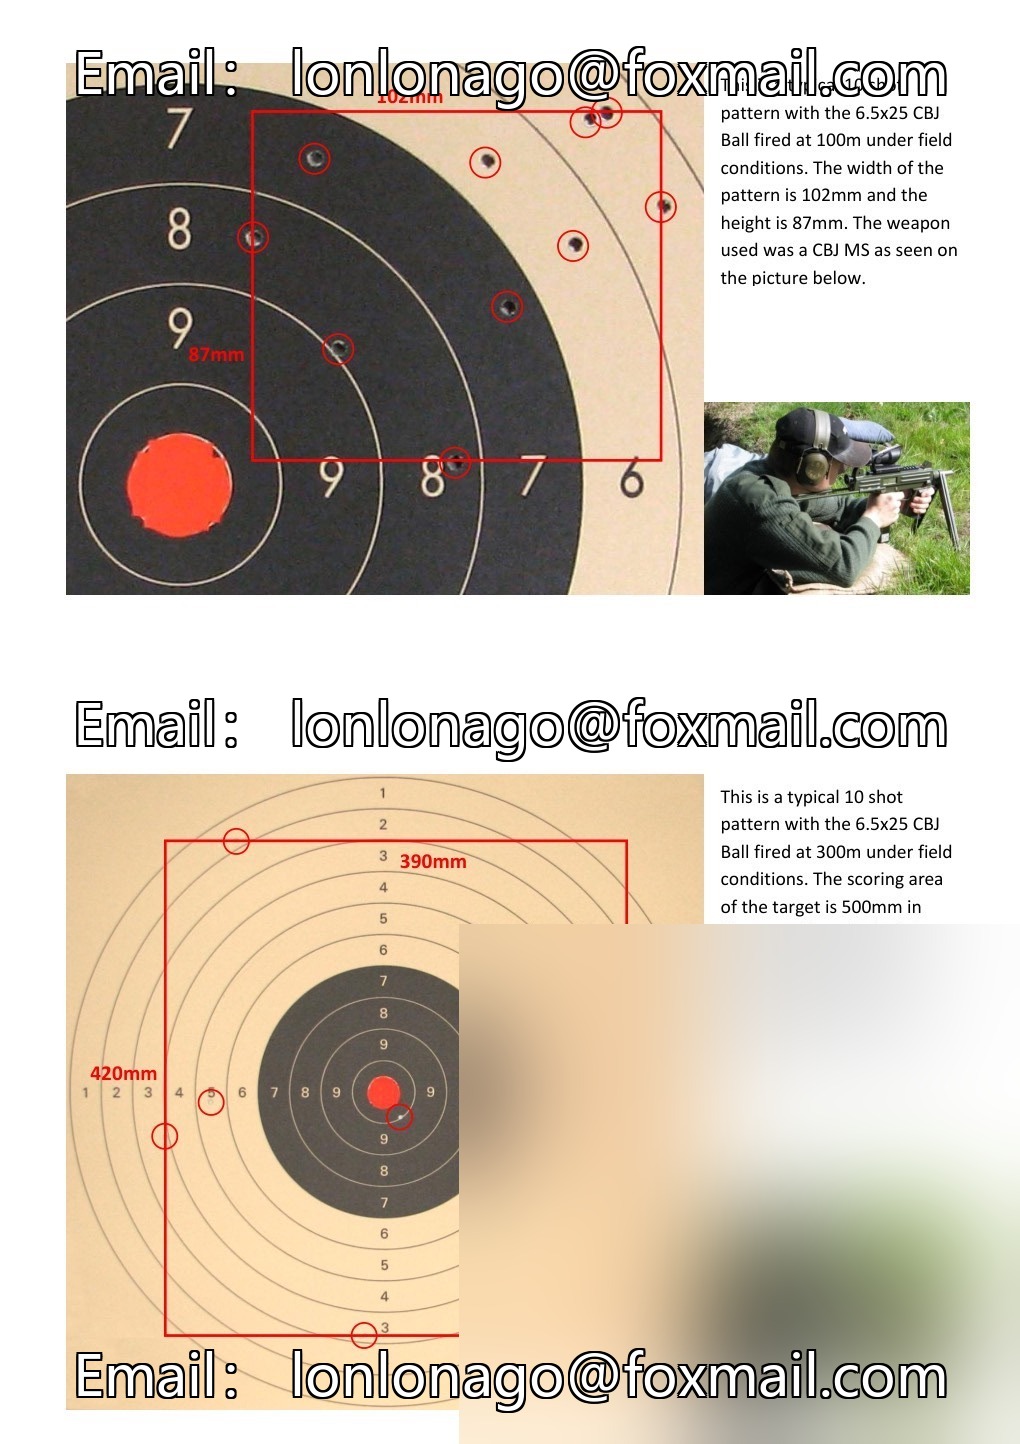 Email： lonlonago@foxmail.com
102mm
7
8
9
87mm
9 8 7 6
pattern with the 6.5x25 CBJ
Ball fired at 100m under field
conditions. The width of the
pattern is 102mm and the
height is 87mm. The weapon
used was a CBJ MS as seen on
the picture below.
Email： lonlonago@foxmail.com
1
2
3
390mm
4
5
6
7
8
9
420mm
1 2 3 4 5 6 7 8 9 9
9
8
7
6
5
4
3
This is a typical 10 shot
pattern with the 6.5x25 CBJ
Ball fired at 300m under field
conditions. The scoring area
of the target is 500mm in
Email： lonlonago@foxmail.com